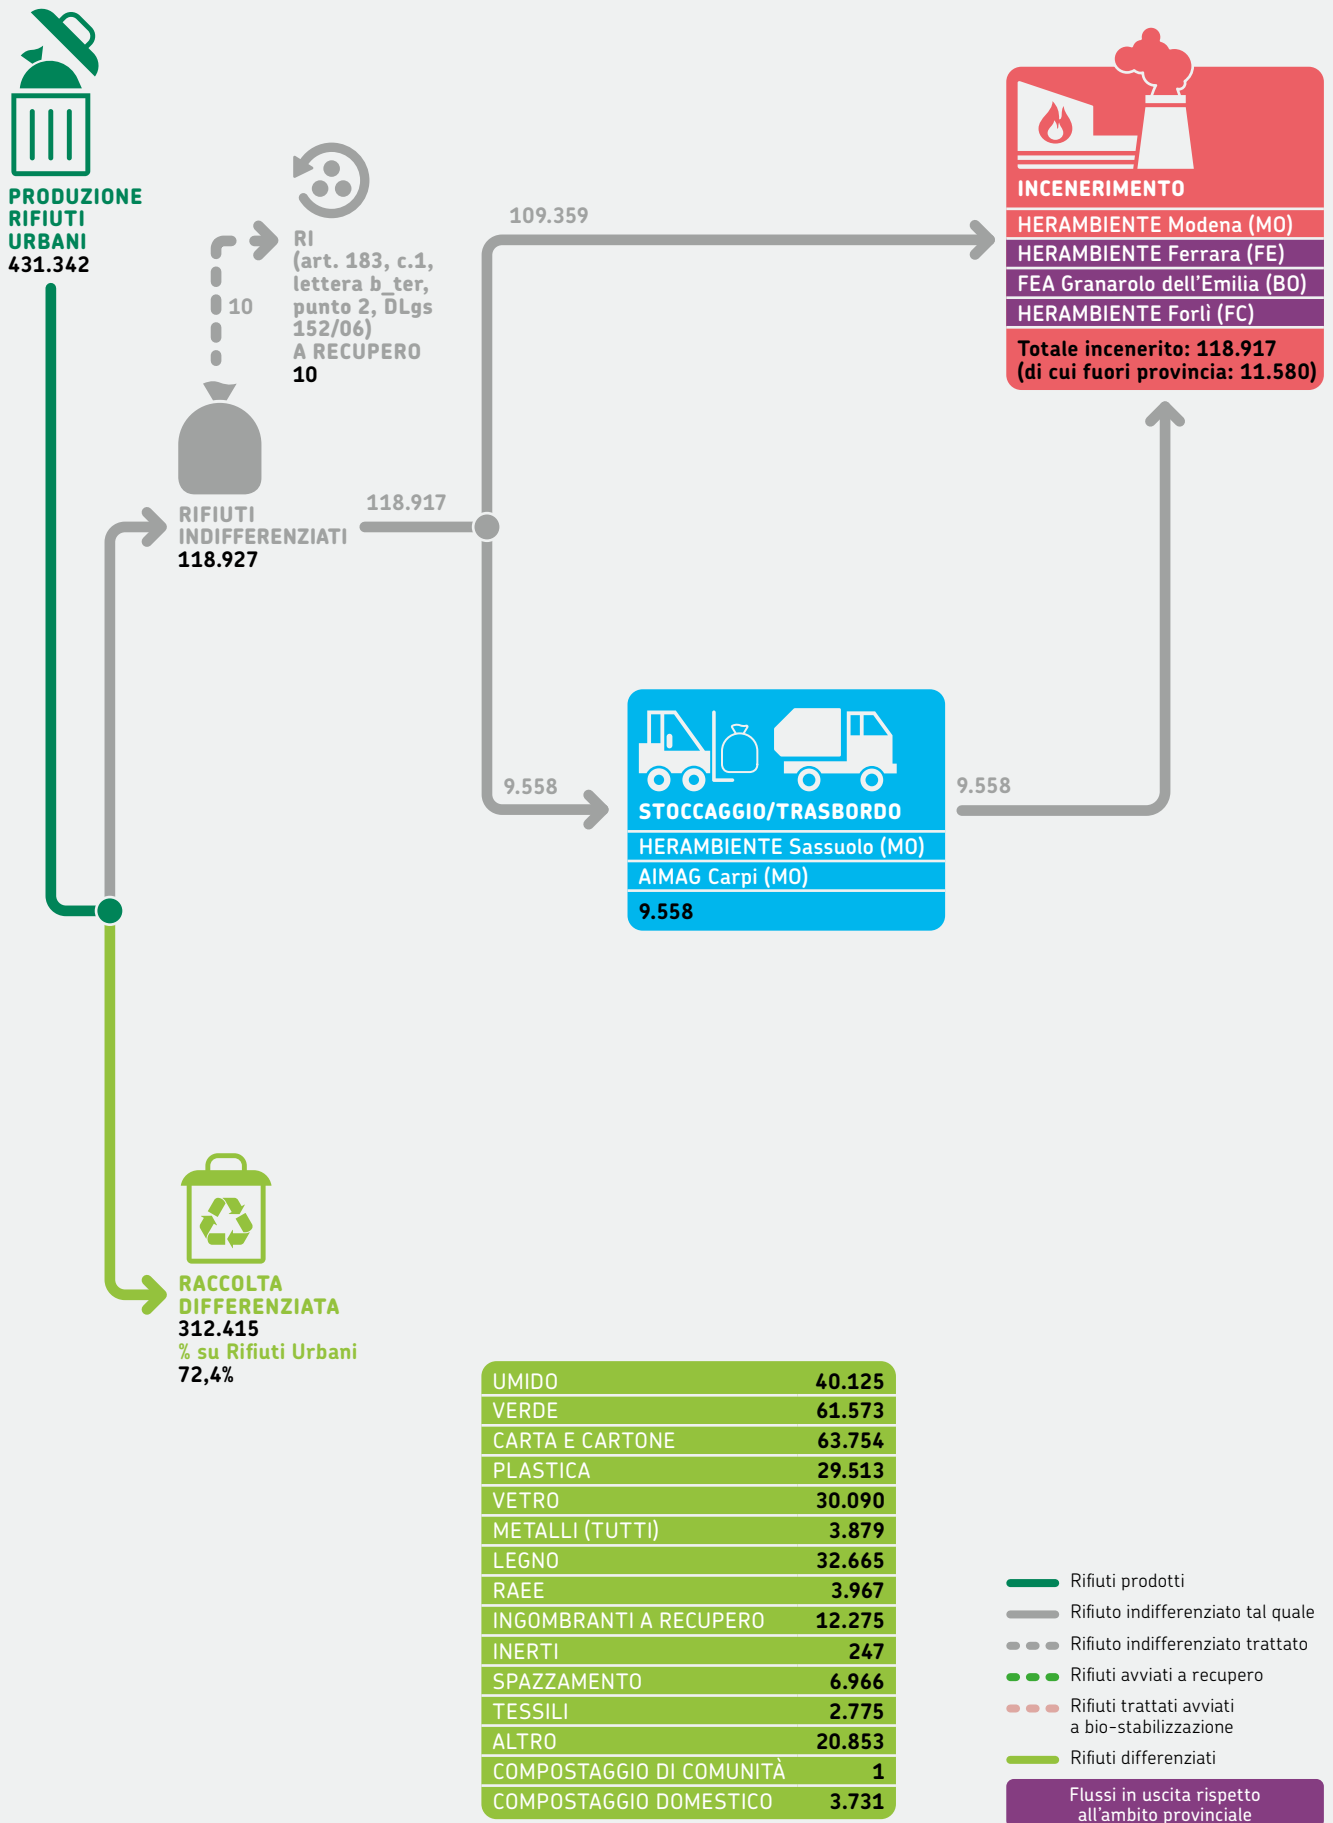 PRODUZIONE
RIFIUTI
URBANI
431.342
10
RI
(art. 183, c.1,
lettera b_ter,
punto 2, DLgs
152/06)
A RECUPERO
10
RIFIUTI
INDIFFERENZIATI
118.927
118.917
109.359
INCENERIMENTO
HERAMBIENTE Modena (MO)
HERAMBIENTE Ferrara (FE)
FEA Granarolo dell'Emilia (BO)
HERAMBIENTE Forlì (FC)
Totale incenerito: 118.917
(di cui fuori provincia: 11.580)
9.558
STOCCAGGIO/TRASBORDO
HERAMBIENTE Sassuolo (MO)
AIMAG Carpi (MO)
9.558
9.558
RACCOLTA
DIFFERENZIATA
312.415
% su Rifiuti Urbani
72,4%
UMIDO 40.125
VERDE 61.573
CARTA E CARTONE 63.754
PLASTICA 29.513
VETRO 30.090
METALLI (TUTTI) 3.879
LEGNO 32.665
RAEE 3.967
INGOMBRANTI A RECUPERO 12.275
INERTI 247
SPAZZAMENTO 6.966
TESSILI 2.775
ALTRO 20.853
COMPOSTAGGIO DI COMUNITÀ 1
COMPOSTAGGIO DOMESTICO 3.731
Rifiuti prodotti
Rifiuto indifferenziato tal quale
Rifiuto indifferenziato trattato
Rifiuti avviati a recupero
Rifiuti trattati avviati
a bio-stabilizzazione
Rifiuti differenziati
Flussi in uscita rispetto
all'ambito provinciale